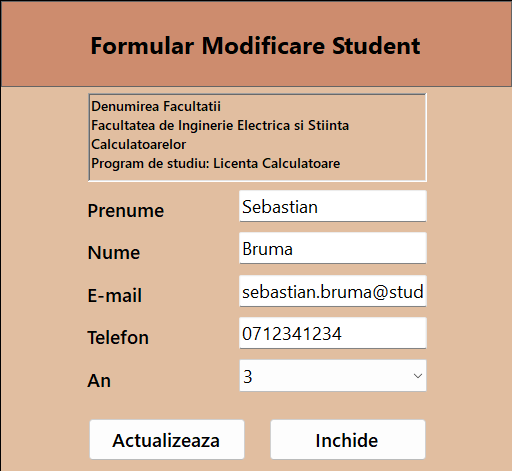 Formular Modificare Student
Denumirea Facultatii
Facultatea de Inginerie Electrica si Stiinta
Calculatoarelor
Program de studiu: Licenta Calculatoare
Prenume Sebastian
Nume Bruma
E-mail sebastian.bruma@stud
Telefon 0712341234
An 3
Actualizeaza Inchide